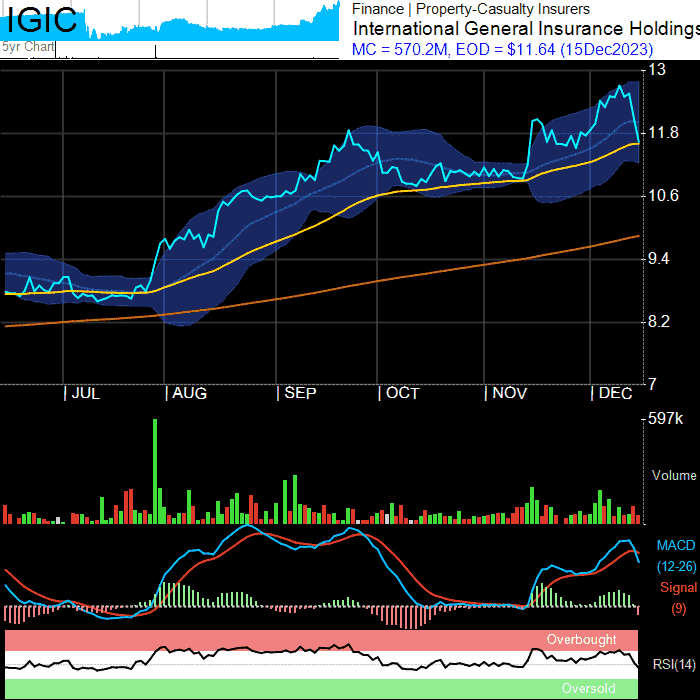 IGIC
5yr Chart
Finance | Property-Casualty Insurers
International General Insurance Holdings
MC = 570.2M, EOD = $11.64 (15Dec2023)
13
11.8
10.6
9.4
8.2
7
JUL
AUG
SEP
OCT
NOV
DEC
597k
Volume
MACD
(12-26)
Signal
(9)
Overbought
RSI(14)
Oversold